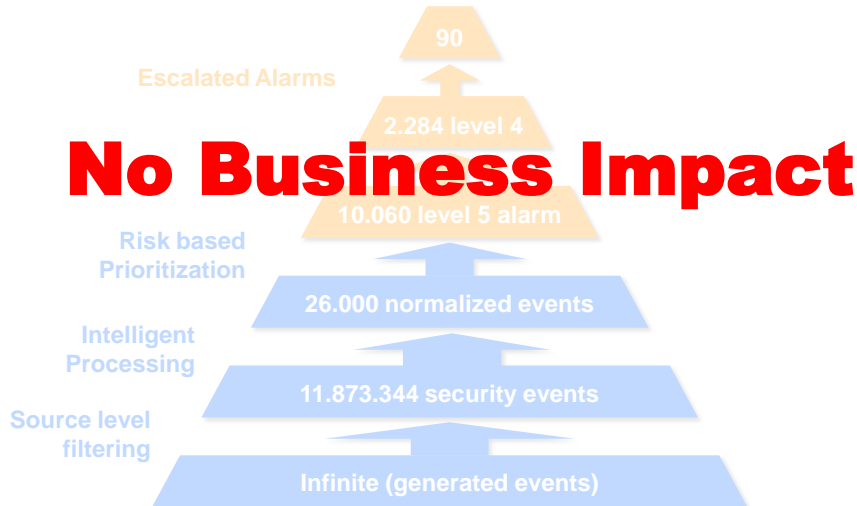 90
Escalated Alarms
2.284 level 4
No Business Impact
10.060 level 5 alarm
Risk based
Prioritization
26.000 normalized events
Intelligent
Processing
11.873.344 security events
Source level
filtering
Infinite (generated events)